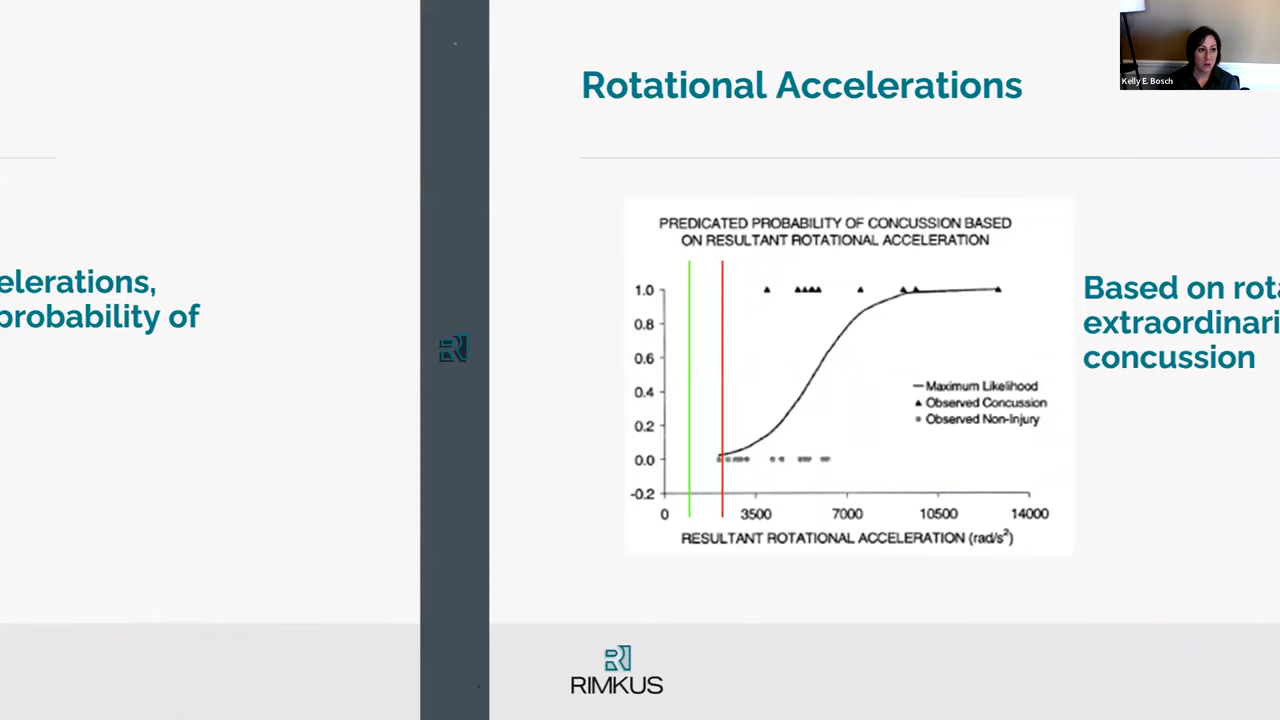 elerations,
probability of
Rotational Accelerations
Kelly E. Bosch
PREDICATED PROBABILITY OF CONCUSSION BASED
ON RESULTANT ROTATIONAL ACCELERATION
1.0
0.8
0.6
0.4
0.2
0.0
-0.2
Maximum Likelihood
Observed Concussion
Observed Non-Injury
0 3500 7000 10500 14000
RESULTANT ROTATIONAL ACCELERATION (rad/s²)
Based on rota
extraordinari
concussion
RIMKUS